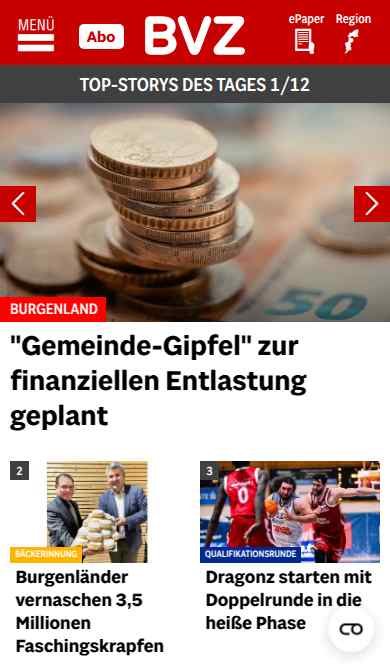 MENÜ
Abo
BVZ
ePaper
Region
TOP-STORYS DES TAGES 1/12
50
BURGENLAND
"Gemeinde-Gipfel" zur
finanziellen Entlastung
geplant
2
BÄCKERINNUNG
Burgenländer
vernaschen 3,5
Millionen
Faschingskrapfen
3
0
QUALIFIKATIONSRUNDE
Dragonz starten mit
Doppelrunde in die
heiße Phase